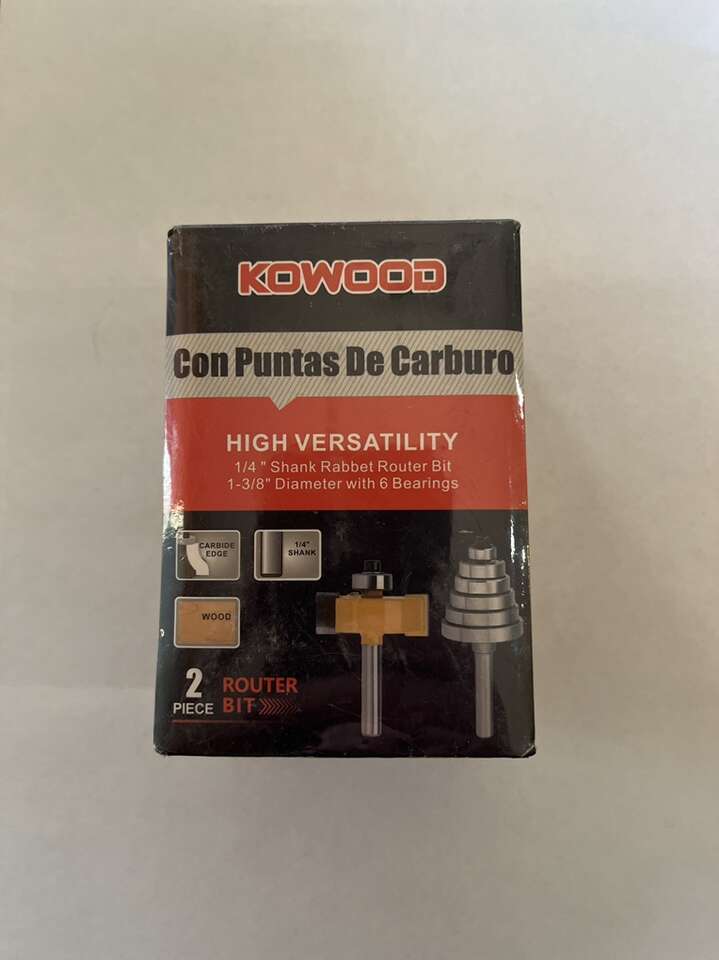 KOWOOD
Con Puntas De Carburo
HIGH VERSATILITY
1/4 " Shank Rabbet Router Bit
1-3/8" Diameter with 6 Bearings
CARBIDE
EDGE
1/4"
SHANK
WOOD
2
PIECE
ROUTER
BIT